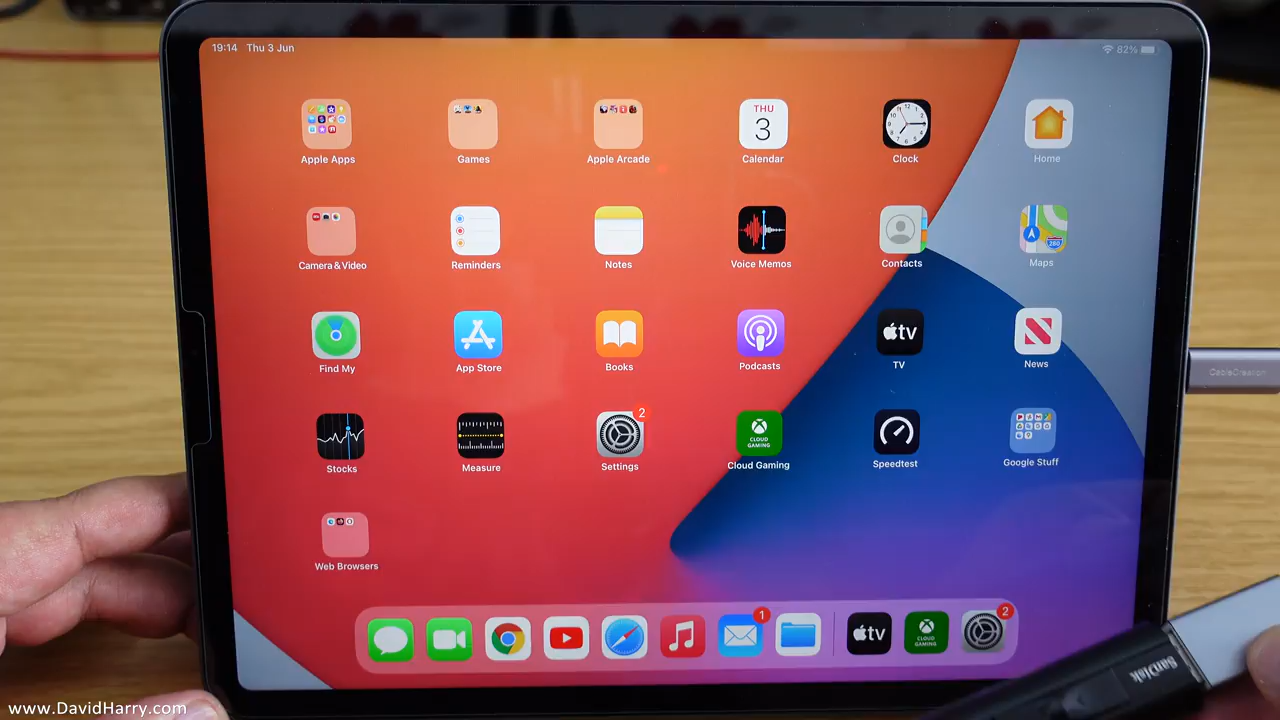 19:14 Thu 3 Jun
82%
THU
3
Apple Apps
Games
Apple Arcade
Calendar
Clock
Home
280
Camera & Video
Reminders
Notes
Voice Memos
Contacts
Maps
tv
Find My
App Store
Books
Podcasts
TV
News
CableCreation
2
CLOUD
GAMING
Stocks
Measure
Settings
Cloud Gaming
Speedtest
Google Stuff
Web Browsers
1
2
tv
CLOUD
GAMING
SanDisk
www.DavidHarry.com